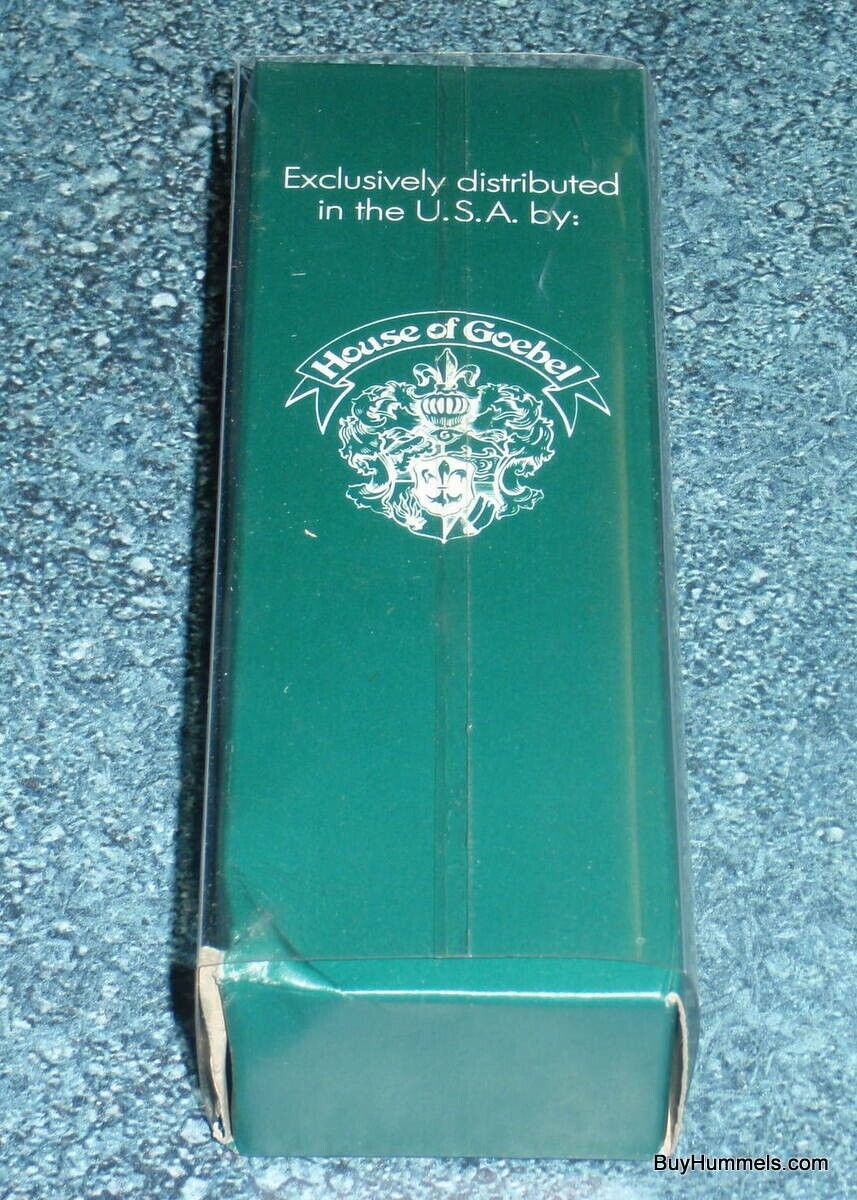 Exclusively distributed
in the U.S.A. by:
House of Goebel
BuyHummels.com